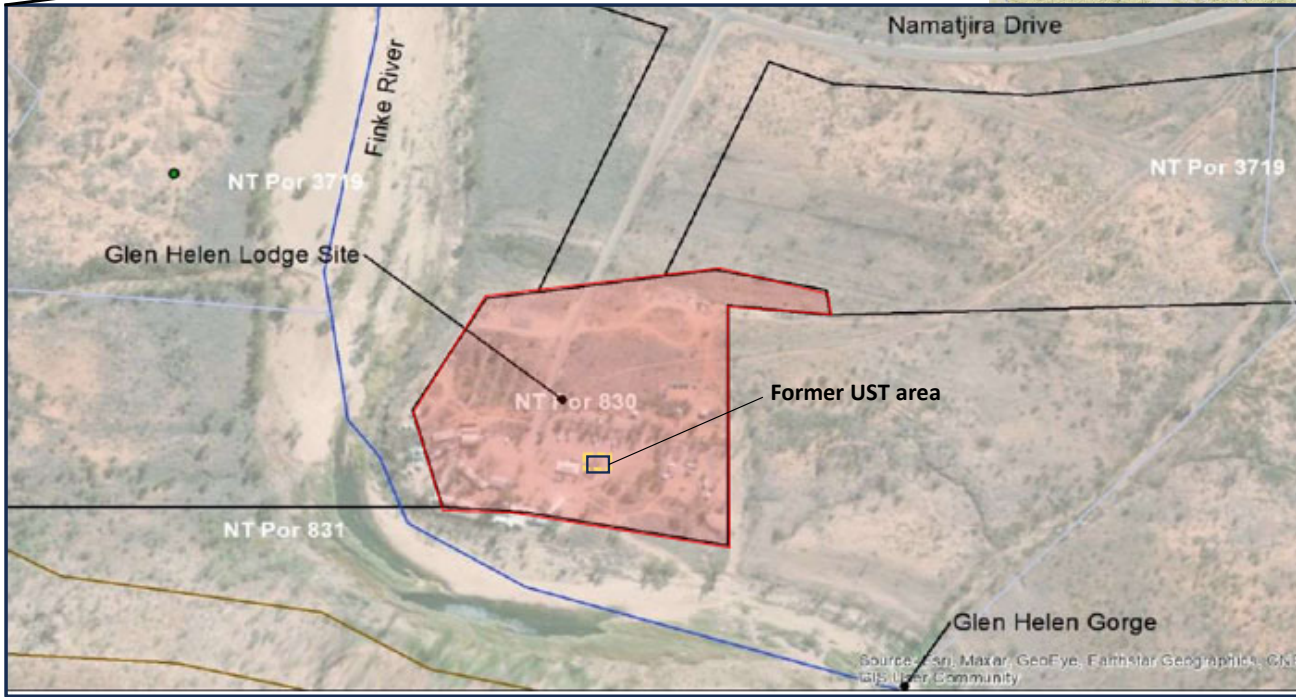 Namatjira Drive
Finke River
NT Por 3719
NT Por 3719
Glen Helen Lodge Site
Former UST area
NT Por 830
NT Por 831
Glen Helen Gorge
Source: Esri, Maxar, GeoEye, Earthstar Geographics,
GIS User Community